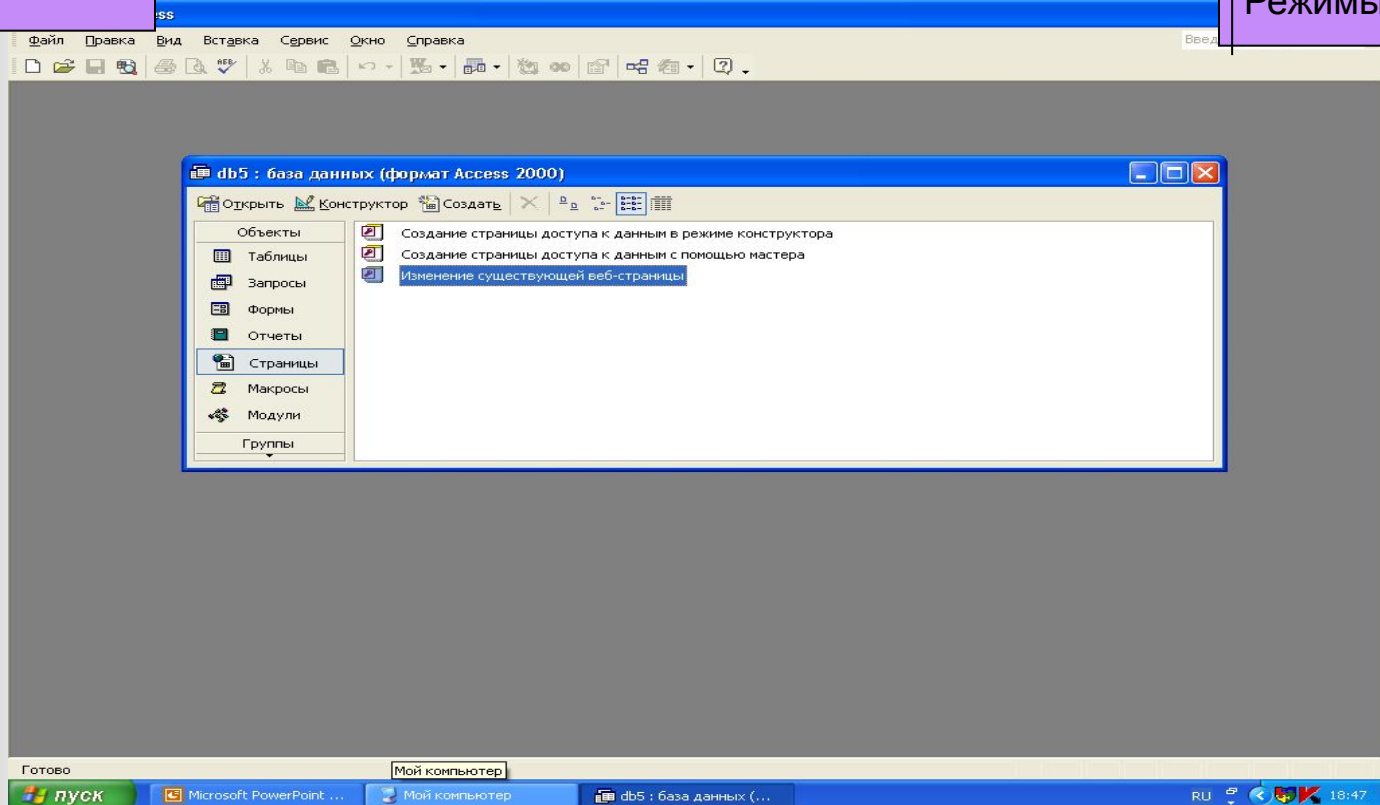 ess
Режимы
Файл Правка Вид Вставка Сервис Окно Справка
Введ
db5 : база данных (формат Access 2000)
Открыть Конструктор Создать
Объекты
Таблицы
Запросы
Формы
Отчеты
Страницы
Макросы
Модули
Группы
Создание страницы доступа к данным в режиме конструктора
Создание страницы доступа к данным с помощью мастера
Изменение существующей веб-страницы
Готово
Мой компьютер
пуск Microsoft PowerPoint ... Мой компьютер db5 : база данных (... RU 18:47